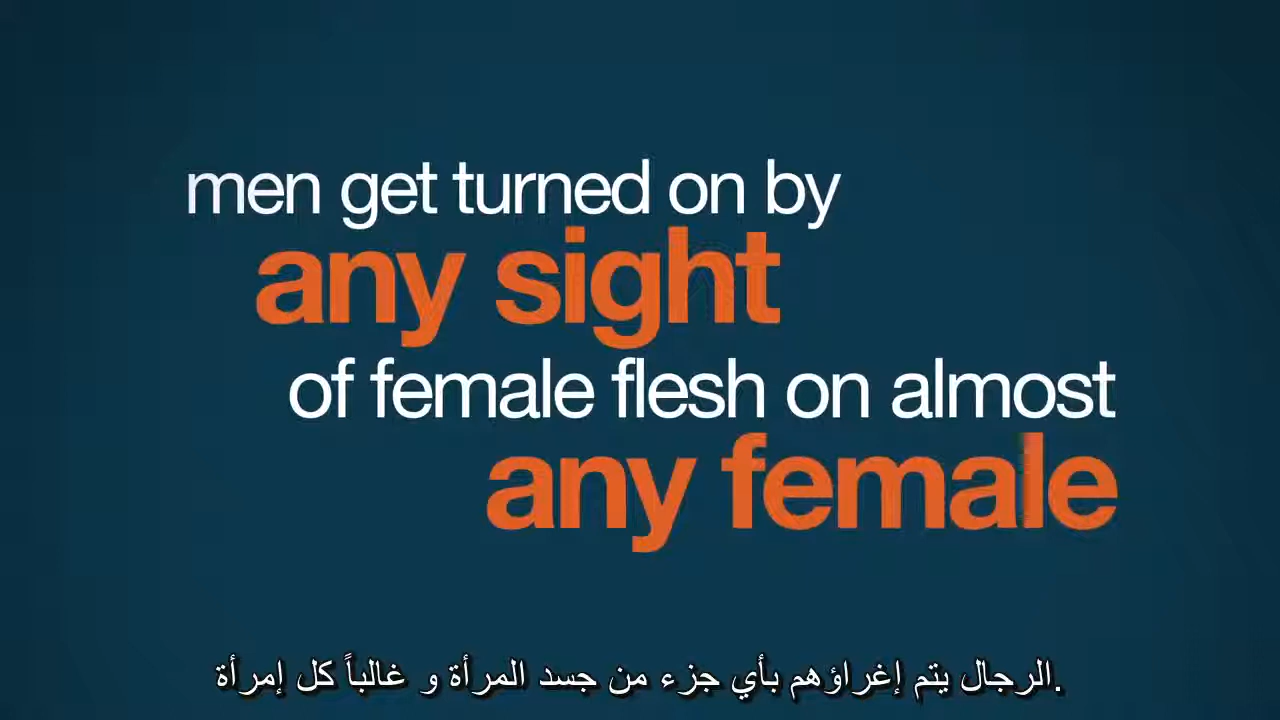 men get turned on by
any sight
of female flesh on almost
any female
الرجال يتم إغراؤهم بأي جزء من جسد المرأة و غالباً كل إمرأة.